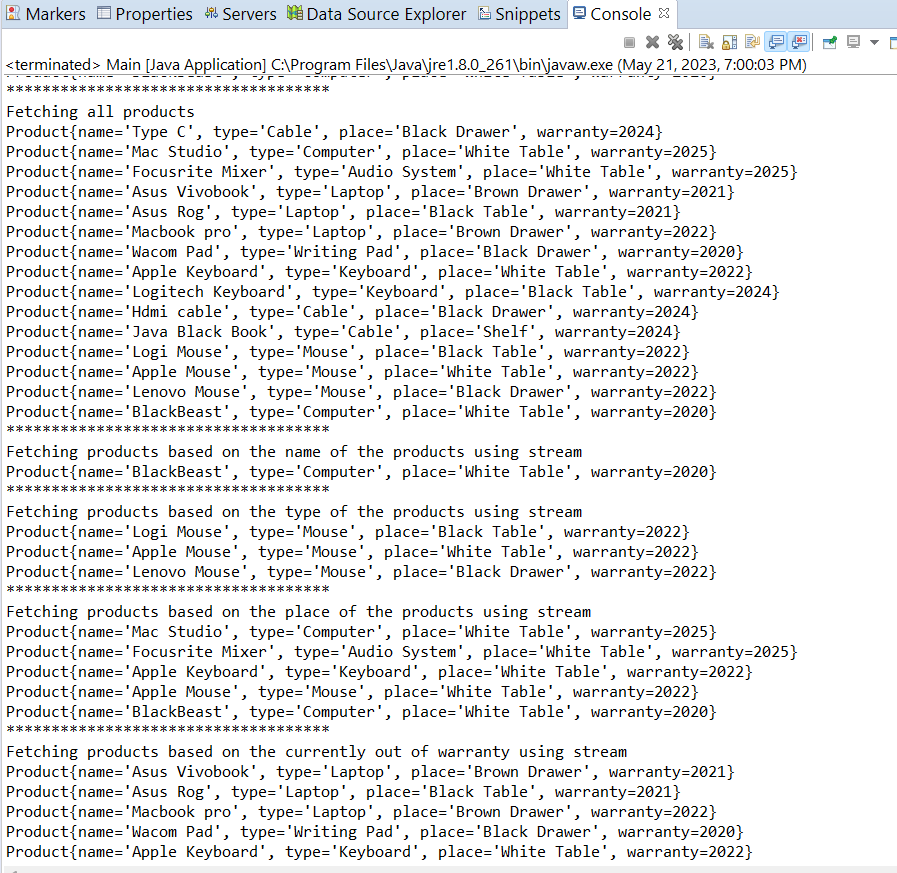 Markers Properties Servers Data Source Explorer Snippets Console
<terminated> Main [Java Application] C:\Program Files\Java\jre1.8.0_261\bin\javaw.exe (May 21, 2023, 7:00:03 PM)
************************************
Fetching all products
Product{name='Type C', type='Cable', place='Black Drawer', warranty=2024}
Product{name='Mac Studio', type='Computer', place='White Table', warranty=2025}
Product{name='Focusrite Mixer', type='Audio System', place='White Table', warranty=2025}
Product{name='Asus Vivobook', type='Laptop', place='Brown Drawer', warranty=2021}
Product{name='Asus Rog', type='Laptop', place='Black Table', warranty=2021}
Product{name='Macbook pro', type='Laptop', place='Brown Drawer', warranty=2022}
Product{name='Wacom Pad', type='Writing Pad', place='Black Drawer', warranty=2020}
Product{name='Apple Keyboard', type='Keyboard', place='White Table', warranty=2022}
Product{name='Logitech Keyboard', type='Keyboard', place='Black Table', warranty=2024}
Product{name='Hdmi cable', type='Cable', place='Black Drawer', warranty=2024}
Product{name='Java Black Book', type='Cable', place='Shelf', warranty=2024}
Product{name='Logi Mouse', type='Mouse', place='Black Table', warranty=2022}
Product{name='Apple Mouse', type='Mouse', place='White Table', warranty=2022}
Product{name='Lenovo Mouse', type='Mouse', place='Black Drawer', warranty=2022}
Product{name='BlackBeast', type='Computer', place='White Table', warranty=2020}
************************************
Fetching products based on the name of the products using stream
Product{name='BlackBeast', type='Computer', place='White Table', warranty=2020}
************************************
Fetching products based on the type of the products using stream
Product{name='Logi Mouse', type='Mouse', place='Black Table', warranty=2022}
Product{name='Apple Mouse', type='Mouse', place='White Table', warranty=2022}
Product{name='Lenovo Mouse', type='Mouse', place='Black Drawer', warranty=2022}
************************************
Fetching products based on the place of the products using stream
Product{name='Mac Studio', type='Computer', place='White Table', warranty=2025}
Product{name='Focusrite Mixer', type='Audio System', place='White Table', warranty=2025}
Product{name='Apple Keyboard', type='Keyboard', place='White Table', warranty=2022}
Product{name='Apple Mouse', type='Mouse', place='White Table', warranty=2022}
Product{name='BlackBeast', type='Computer', place='White Table', warranty=2020}
************************************
Fetching products based on the currently out of warranty using stream
Product{name='Asus Vivobook', type='Laptop', place='Brown Drawer', warranty=2021}
Product{name='Asus Rog', type='Laptop', place='Black Table', warranty=2021}
Product{name='Macbook pro', type='Laptop', place='Brown Drawer', warranty=2022}
Product{name='Wacom Pad', type='Writing Pad', place='Black Drawer', warranty=2020}
Product{name='Apple Keyboard', type='Keyboard', place='White Table', warranty=2022}